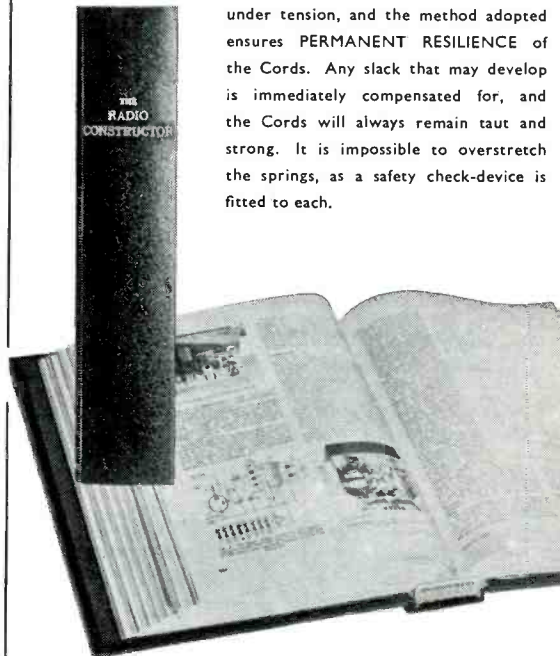 under tension, and the method adopted
ensures PERMANENT RESILIENCE of
the Cords. Any slack that may develop
is immediately compensated for, and
the Cords will always remain taut and
strong. It is impossible to overstretch
the springs, as a safety check-device is
fitted to each.
THE
RADIO
CONSTRUCTOR